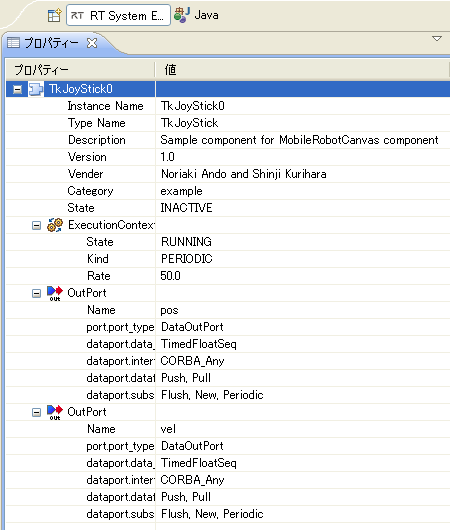 RT System E...
Java
プロパティー
プロパティー 値
TkJoyStick0
Instance Name TkJoyStick0
Type Name TkJoyStick
Description Sample component for MobileRobotCanvas component
Version 1.0
Vender Noriaki Ando and Shinji Kurihara
Category example
State INACTIVE
ExecutionContext
State RUNNING
Kind PERIODIC
Rate 50.0
OutPort
Name pos
port.port_type DataOutPort
dataport.data_ TimedFloatSeq
dataport.interf CORBA_Any
dataport.dataf Push, Pull
dataport.subs Flush, New, Periodic
OutPort
Name vel
port.port_type DataOutPort
dataport.data_ TimedFloatSeq
dataport.interf CORBA_Any
dataport.dataf Push, Pull
dataport.subs Flush, New, Periodic